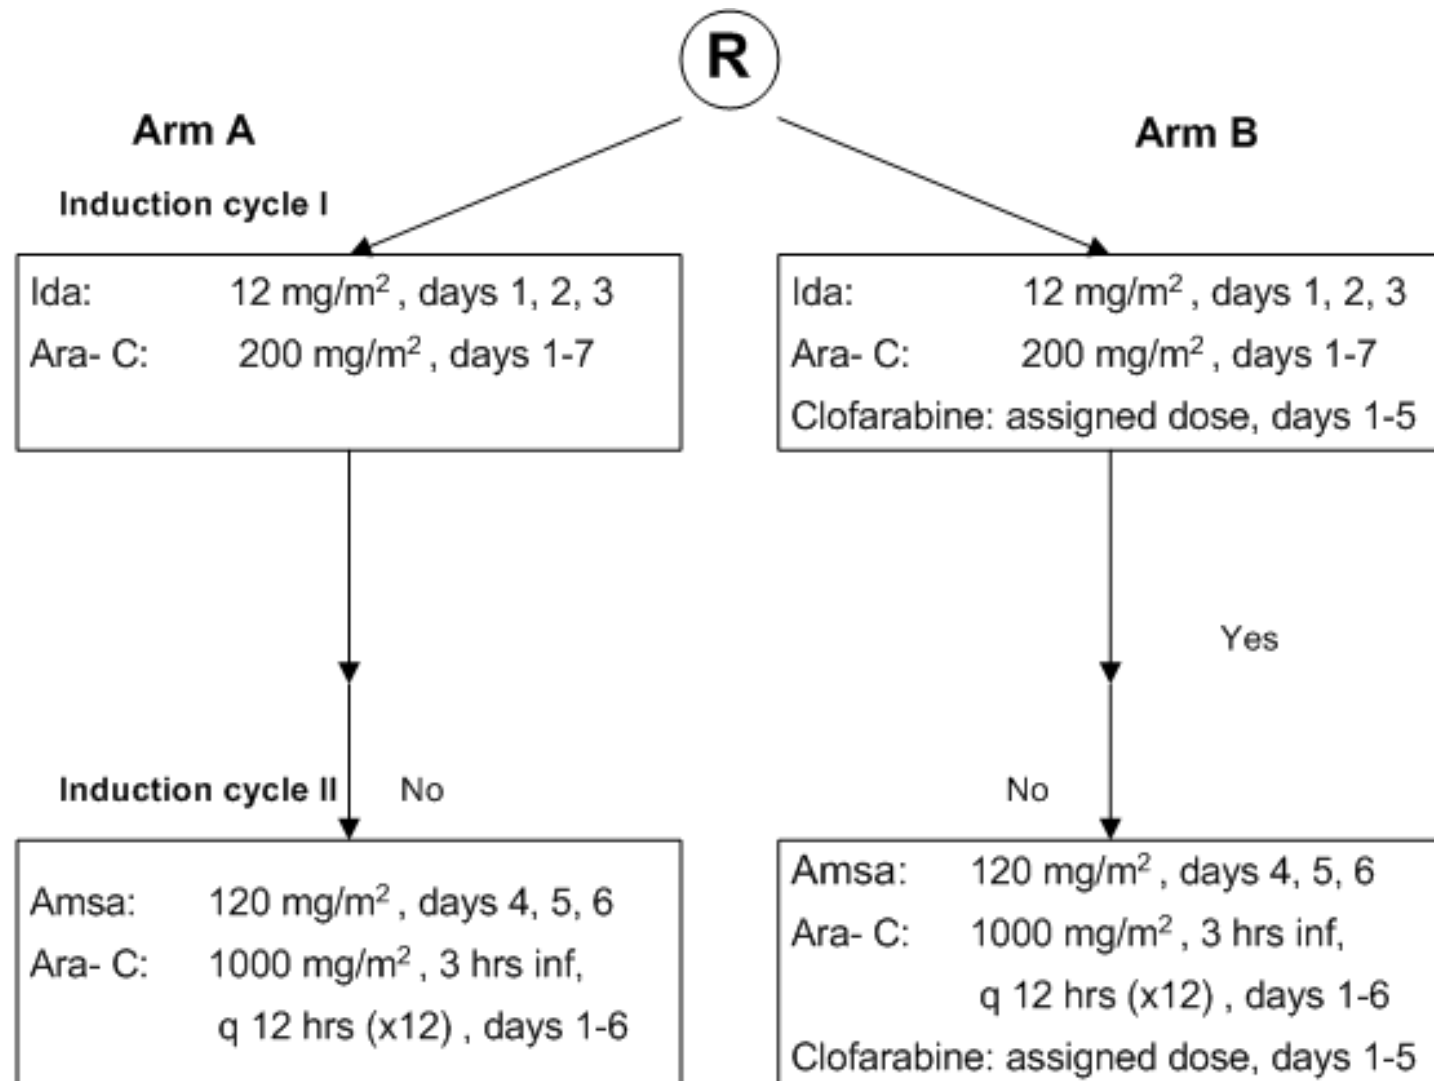 R
Arm A
Arm B
Induction cycle I
Ida: 12 mg/m², days 1, 2, 3
Ara- C: 200 mg/m², days 1-7
Ida: 12 mg/m², days 1, 2, 3
Ara- C: 200 mg/m², days 1-7
Clofarabine: assigned dose, days 1-5
Yes
Induction cycle II
No
No
Amsa: 120 mg/m², days 4, 5, 6
Ara- C: 1000 mg/m², 3 hrs inf,
q 12 hrs (x12) , days 1-6
Amsa: 120 mg/m², days 4, 5, 6
Ara- C: 1000 mg/m², 3 hrs inf,
q 12 hrs (x12) , days 1-6
Clofarabine: assigned dose, days 1-5